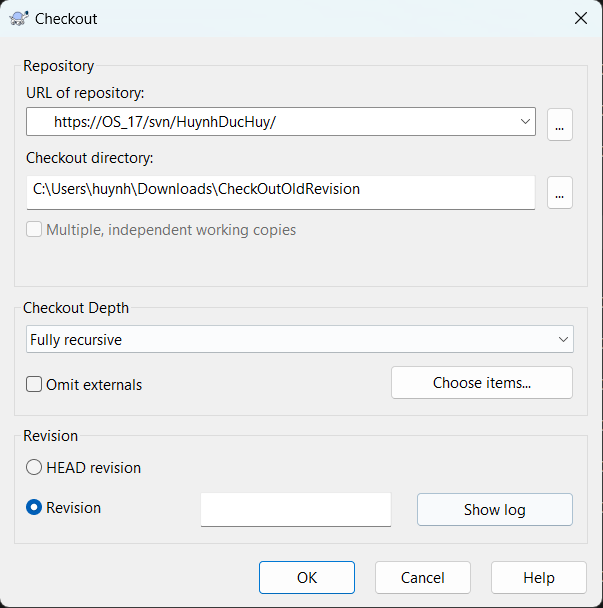 Checkout
Repository
URL of repository:
https://OS_17/svn/HuynhDucHuy/
...
Checkout directory:
C:\Users\huynh\Downloads\CheckOutOldRevision
...
Multiple, independent working copies
Checkout Depth
Fully recursive
Omit externals
Choose items...
Revision
HEAD revision
Revision
Show log
OK
Cancel
Help